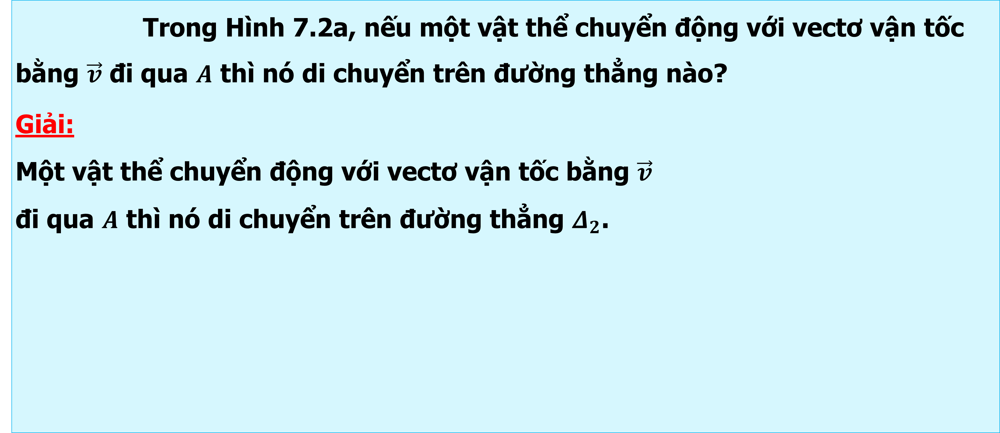 Trong Hình 7.2a, nếu một vật thể chuyển động với vectơ vận tốc
bằng $\vec{v}$ đi qua A thì nó di chuyển trên đường thẳng nào?
Giải:
Một vật thể chuyển động với vectơ vận tốc bằng $\vec{v}$
đi qua A thì nó di chuyển trên đường thẳng Δ₂.